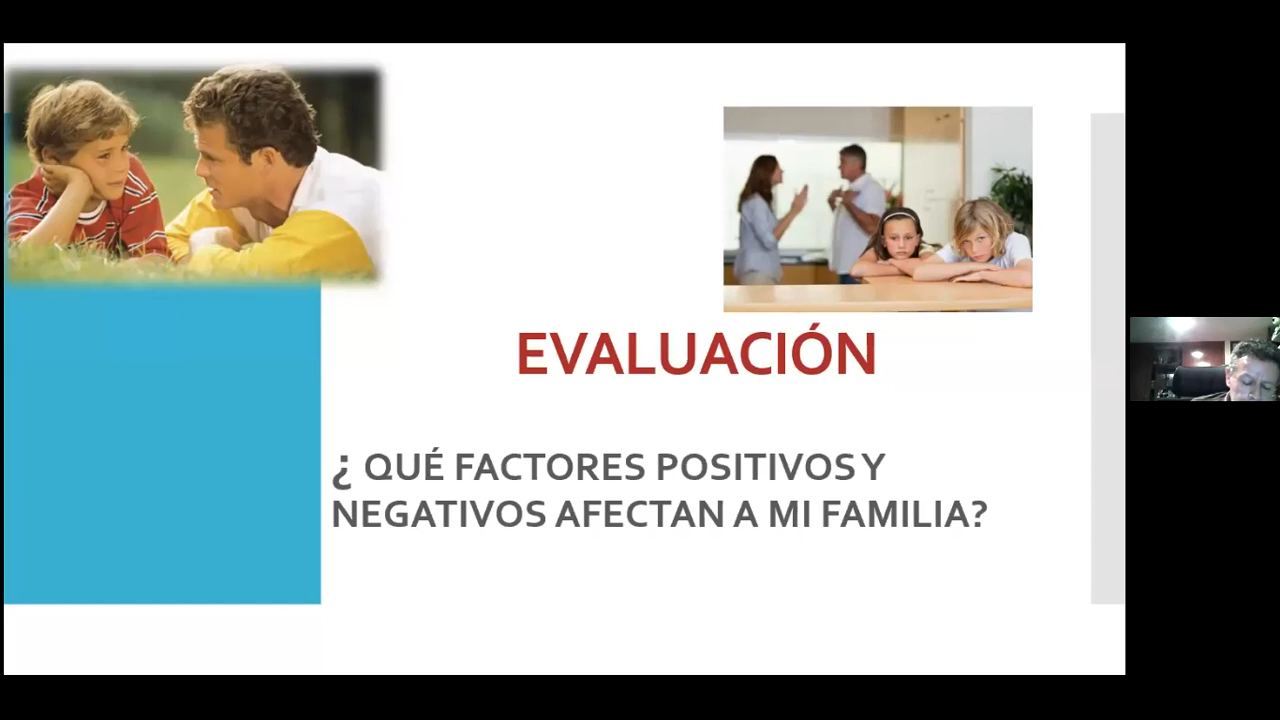 EVALUACIÓN
¿ QUÉ FACTORES POSITIVOS Y
NEGATIVOS AFECTAN A MI FAMILIA?